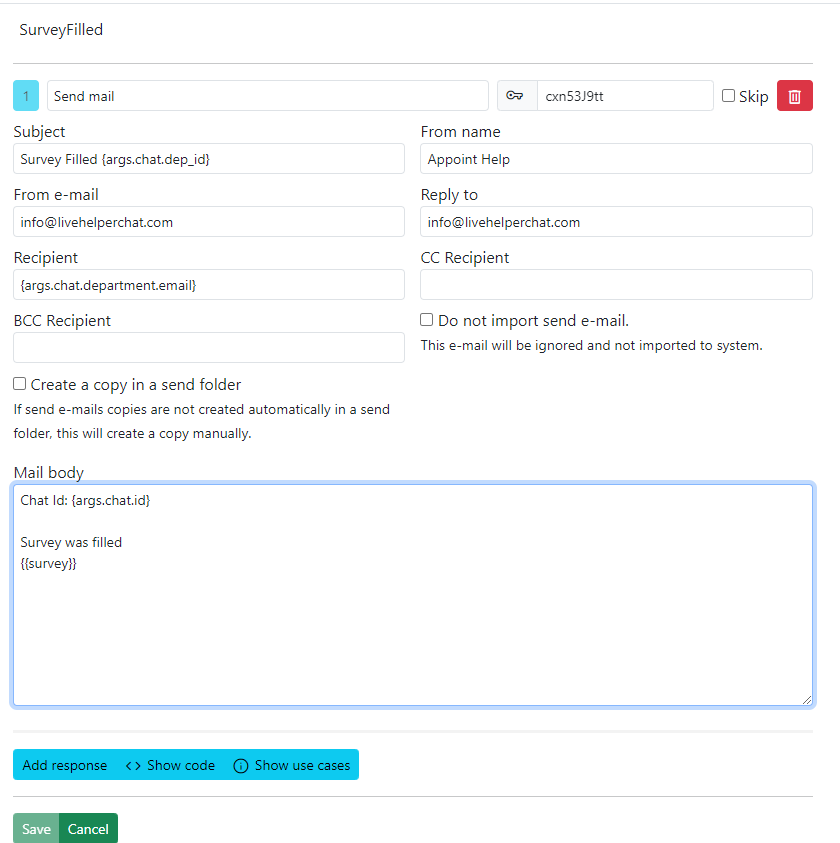 SurveyFilled
1 Send mail cxn53J9tt Skip
Subject From name
Survey Filled {args.chat.dep_id} Appoint Help
From e-mail Reply to
info@livehelperchat.com info@livehelperchat.com
Recipient CC Recipient
{args.chat.department.email}
BCC Recipient Do not import send e-mail.
This e-mail will be ignored and not imported to system.
Create a copy in a send folder
If send e-mails copies are not created automatically in a send
folder, this will create a copy manually.
Mail body
Chat Id: {args.chat.id}
Survey was filled
{{survey}}
Add response <> Show code Show use cases
Save Cancel